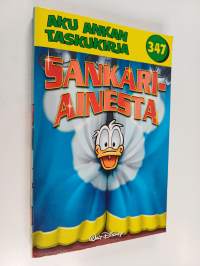 AKU ANKAN
TASKUKIRJA
347
SANKARI-
AINESTA
WALT DISNEY